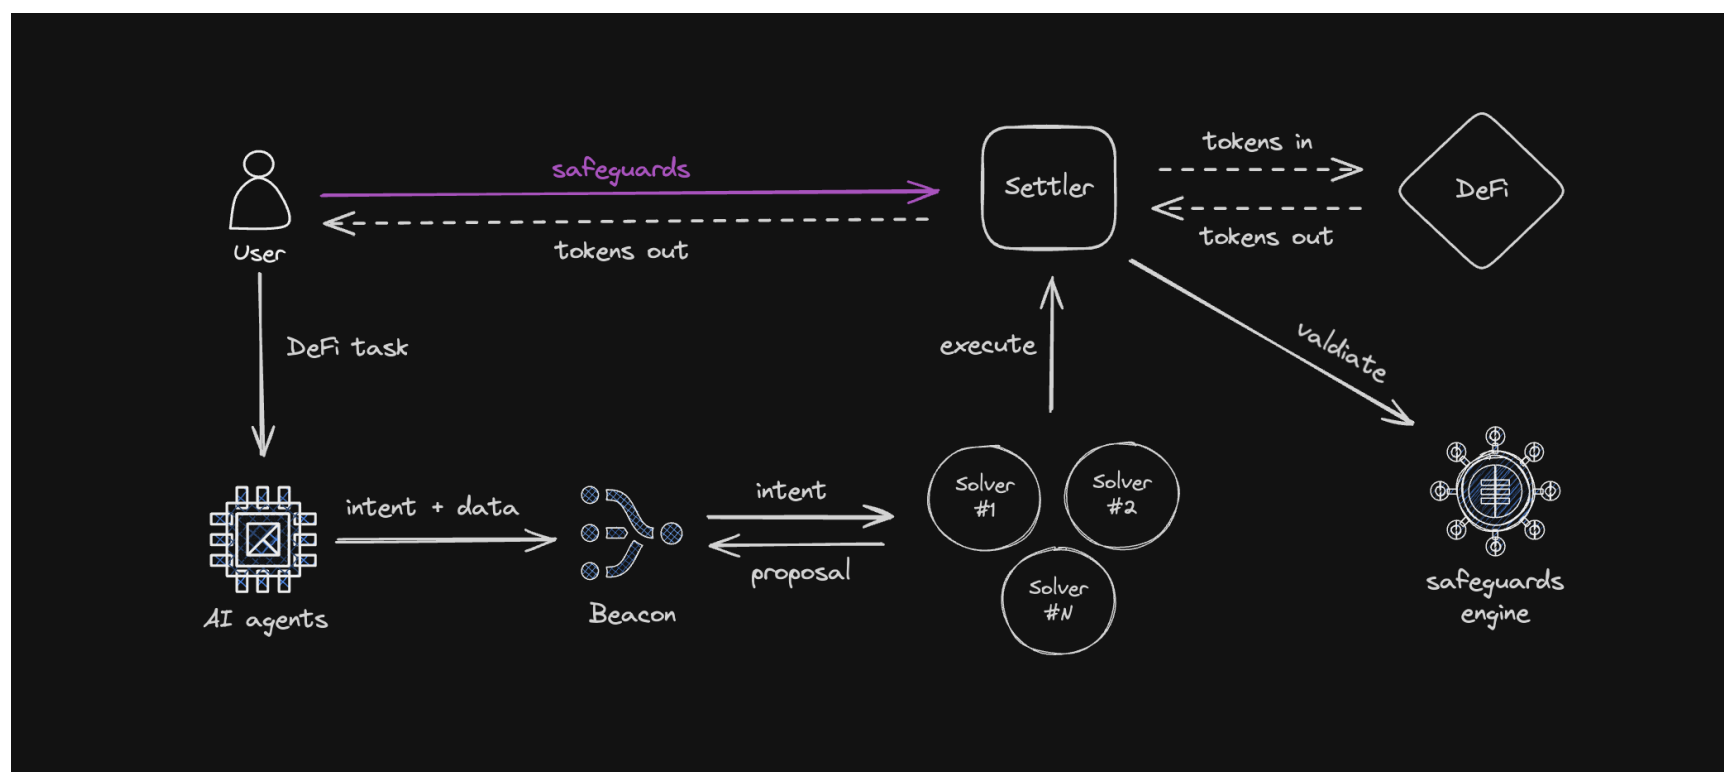 safeguards
tokens out
User
Settler
tokens in
tokens out
DeFi
DeFi task
execute
valdiate
intent + data
AI agents
Beacon
intent
proposal
Solver
#1
Solver
#2
Solver
#N
safeguards
engine